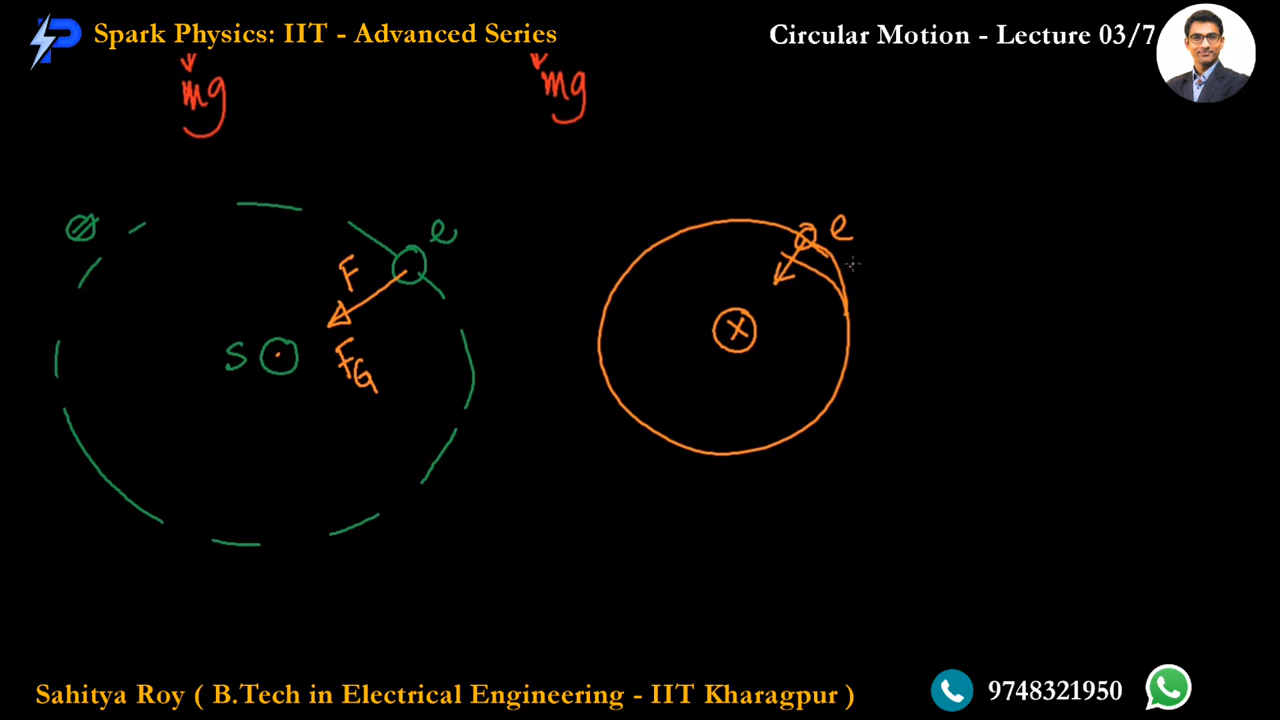 Spark Physics: IIT - Advanced Series
Circular Motion - Lecture 03/7
mg
mg
e
F
S
F_G
e
x
Sahitya Roy ( B.Tech in Electrical Engineering - IIT Kharagpur )
9748321950